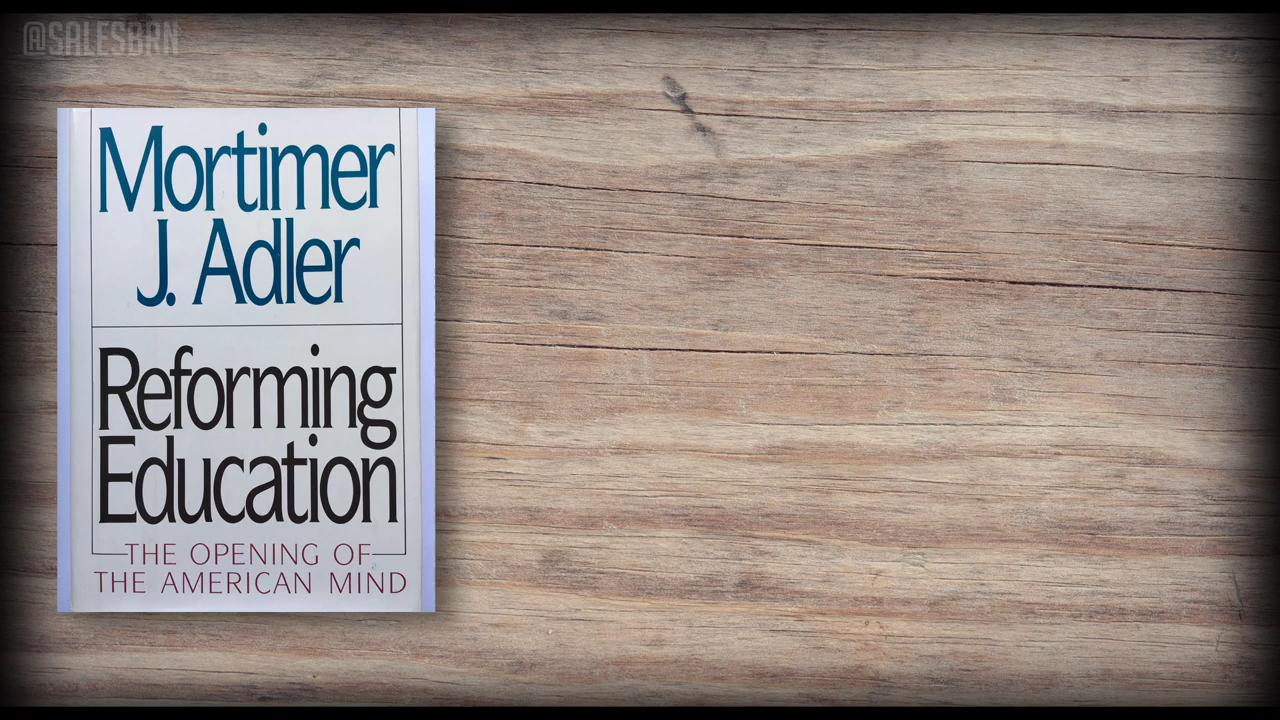 @SALESBRN
Mortimer
J. Adler
Reforming
Education
THE OPENING OF
THE AMERICAN MIND